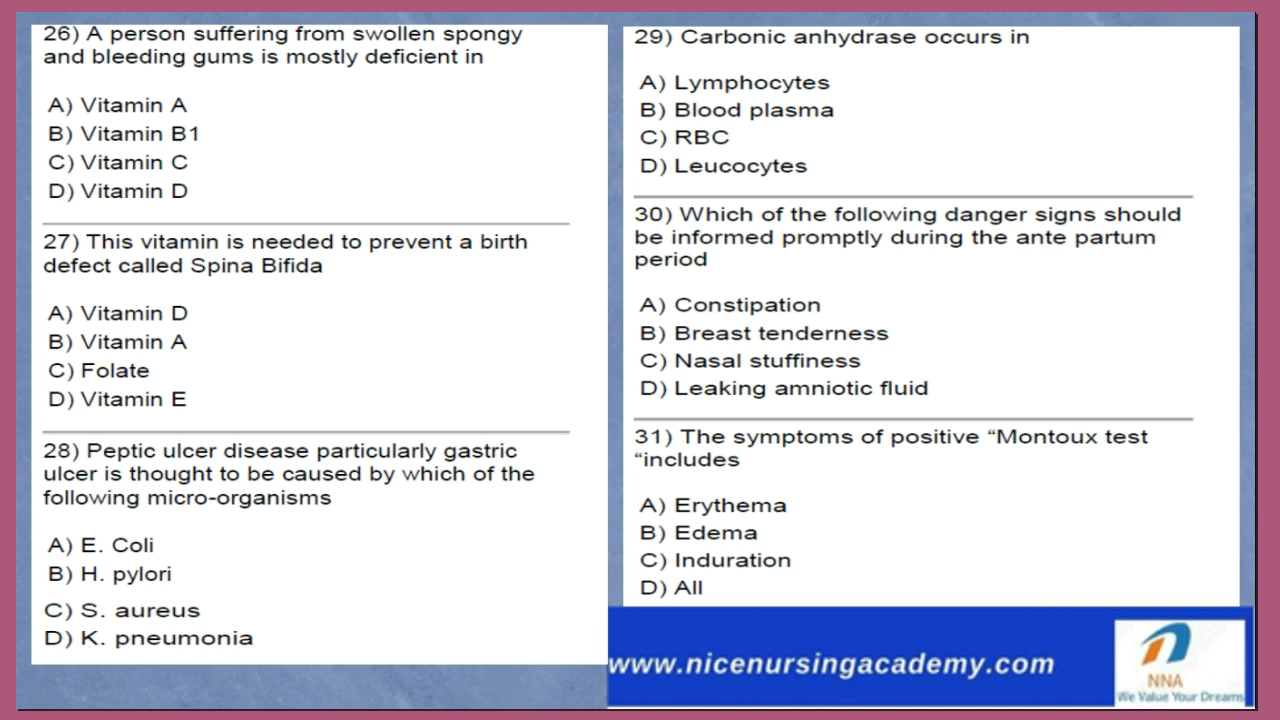 26) A person suffering from swollen spongy
and bleeding gums is mostly deficient in
A) Vitamin A
B) Vitamin B1
C) Vitamin C
D) Vitamin D
27) This vitamin is needed to prevent a birth
defect called Spina Bifida
A) Vitamin D
B) Vitamin A
C) Folate
D) Vitamin E
28) Peptic ulcer disease particularly gastric
ulcer is thought to be caused by which of the
following micro-organisms
A) E. Coli
B) H. pylori
C) S. aureus
D) K. pneumonia
29) Carbonic anhydrase occurs in
A) Lymphocytes
B) Blood plasma
C) RBC
D) Leucocytes
30) Which of the following danger signs should
be informed promptly during the ante partum
period
A) Constipation
B) Breast tenderness
C) Nasal stuffiness
D) Leaking amniotic fluid
31) The symptoms of positive “Montoux test
“includes
A) Erythema
B) Edema
C) Induration
D) All
www.nicenursingacademy.com
NNA
We Value Your Dreams